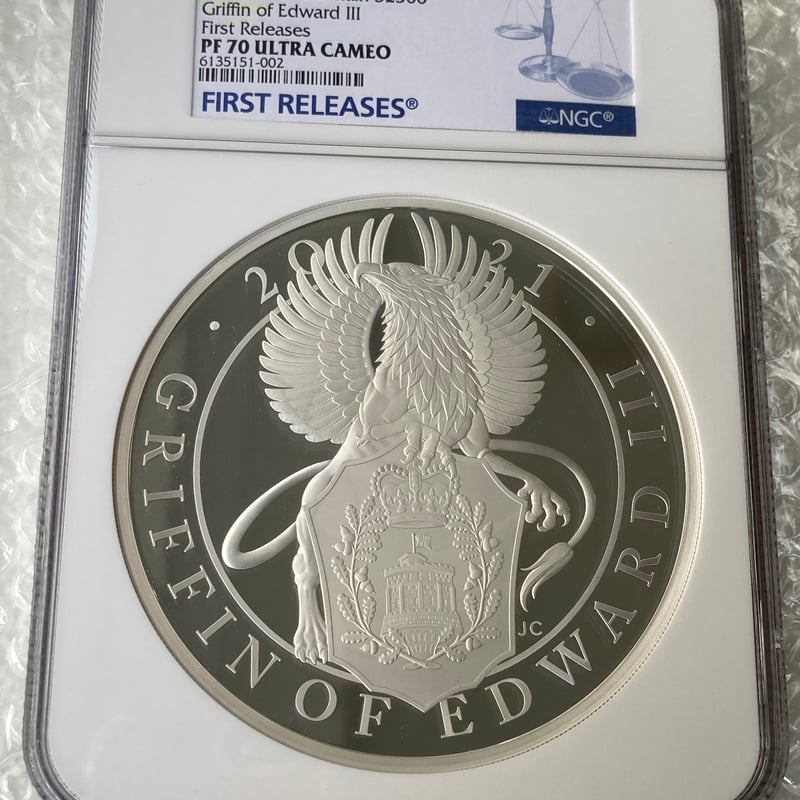 Griffin of Edward III
First Releases
PF 70 ULTRA CAMEO
6135151-002
FIRST RELEASES®
NGC®
· 2021 ·
GRIFFIN OF EDWARD III
JC